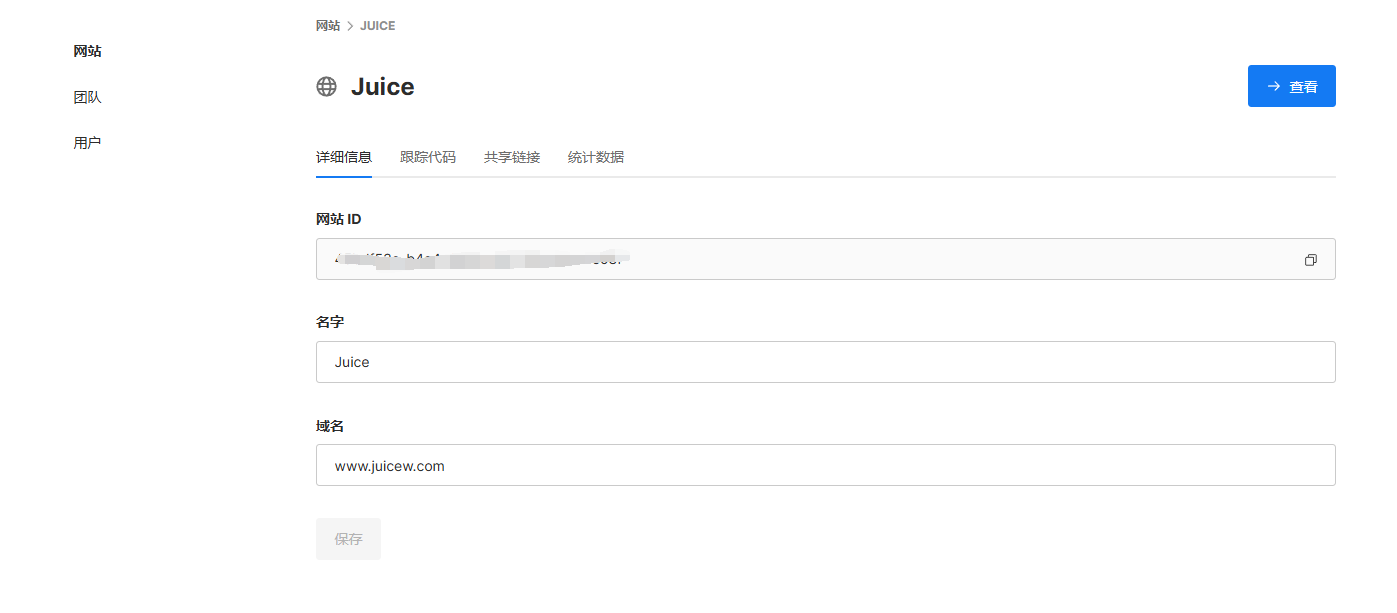 网站 > JUICE
网站
团队
用户
Juice
查看
详细信息 跟踪代码 共享链接 统计数据
网站 ID
名字
Juice
域名
www.juicew.com
保存